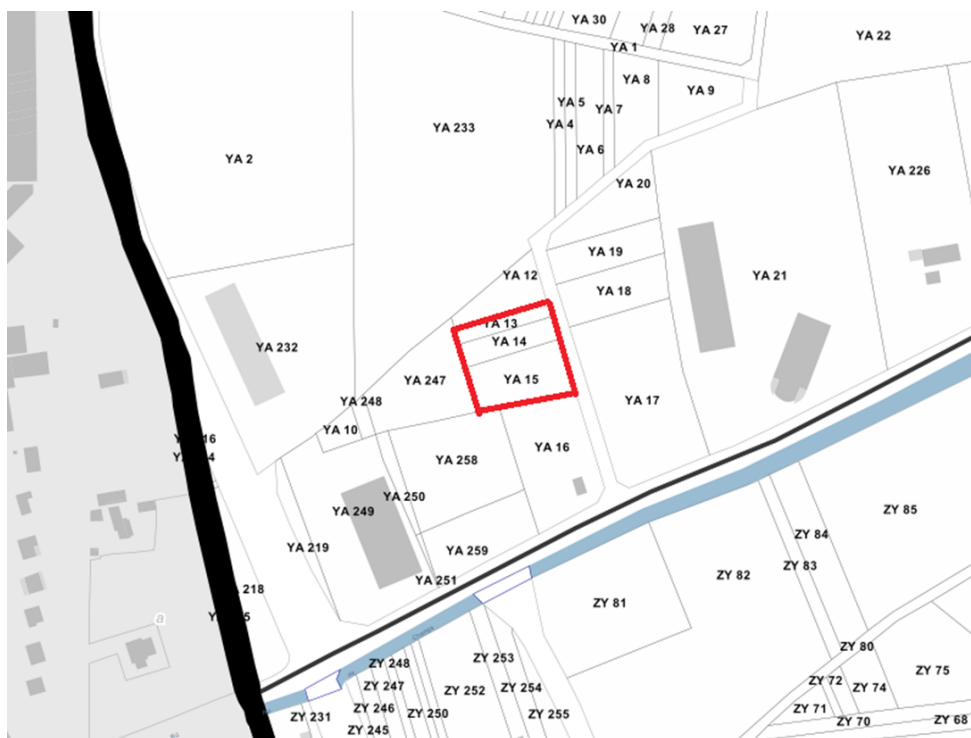 YA 30
YA 28
YA 27
YA 22
YA 1
YA 8
YA 9
YA 5
YA 7
YA 4
YA 233
YA 6
YA 2
YA 226
YA 20
YA 19
YA 12
YA 21
YA 18
YA 13
YA 14
YA 232
YA 15
YA 247
YA 248
YA 17
YA 10
YA 16
YA 258
YA 250
YA 249
ZY 85
YA 219
YA 259
ZY 84
ZY 83
YA 251
ZY 82
218
a
ZY 81
ZY 80
ZY 253
ZY 248
ZY 75
ZY 72
ZY 247
ZY 252
ZY 254
ZY 74
ZY 246
ZY 250
ZY 255
ZY 71
ZY 231
ZY 70
ZY 68
ZY 245